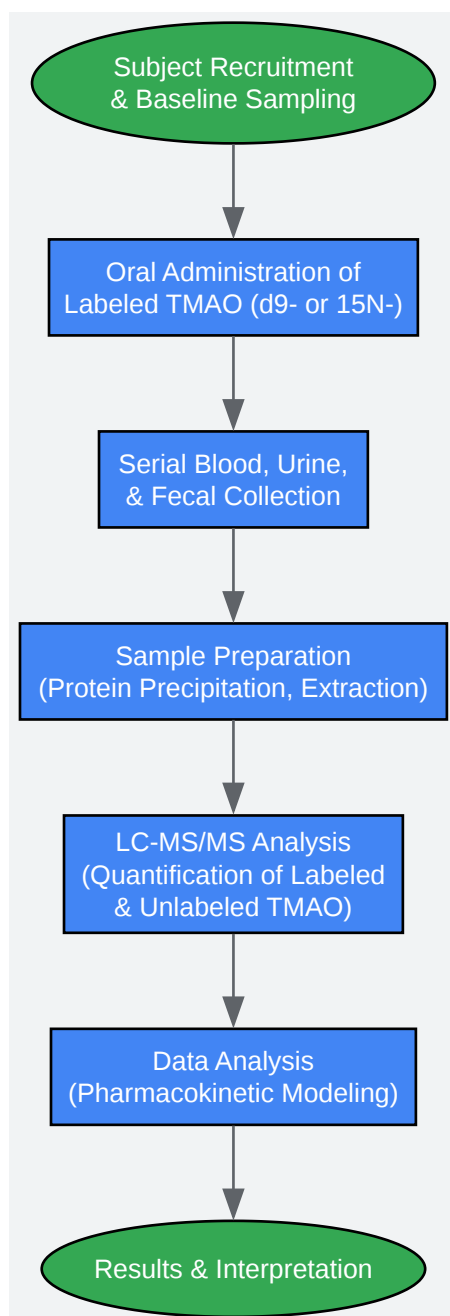 Subject Recruitment
& Baseline Sampling
Oral Administration of
Labeled TMAO (d9- or 15N-)
Serial Blood, Urine,
& Fecal Collection
Sample Preparation
(Protein Precipitation, Extraction)
LC-MS/MS Analysis
(Quantification of Labeled
& Unlabeled TMAO)
Data Analysis
(Pharmacokinetic Modeling)
Results & Interpretation